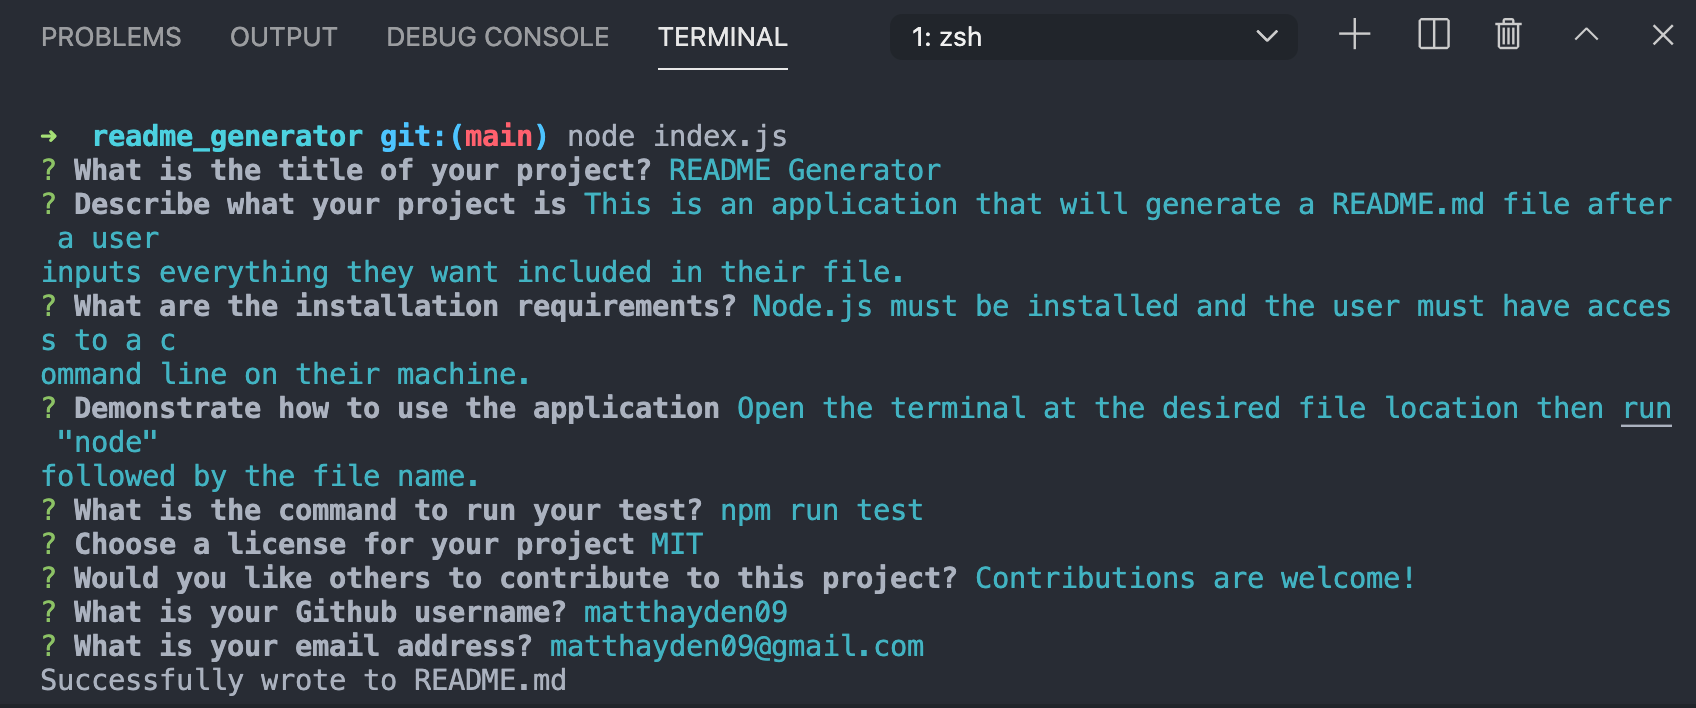 PROBLEMS OUTPUT DEBUG CONSOLE TERMINAL 1: zsh
➜ readme_generator git:(main) node index.js
? What is the title of your project? README Generator
? Describe what your project is This is an application that will generate a README.md file after
a user
inputs everything they want included in their file.
? What are the installation requirements? Node.js must be installed and the user must have acces
s to a c
ommand line on their machine.
? Demonstrate how to use the application Open the terminal at the desired file location then run
"node"
followed by the file name.
? What is the command to run your test? npm run test
? Choose a license for your project MIT
? Would you like others to contribute to this project? Contributions are welcome!
? What is your Github username? matthayden09
? What is your email address? matthayden09@gmail.com
Successfully wrote to README.md